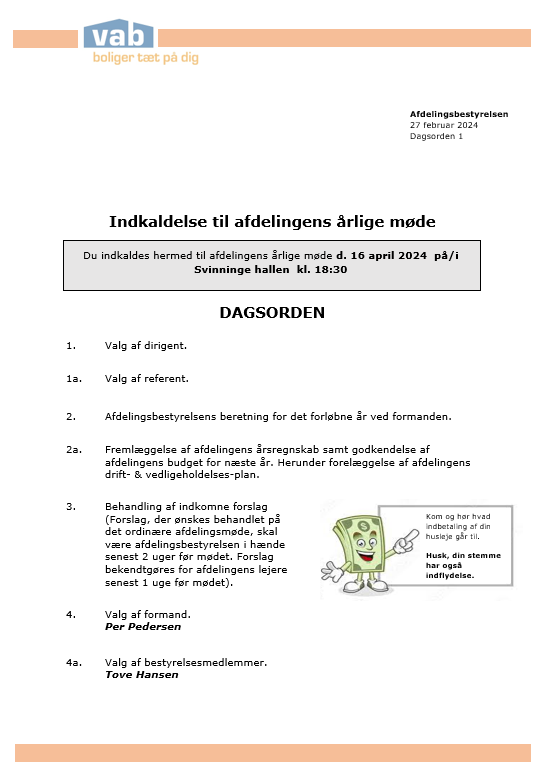 vab
boliger tæt på dig
Afdelingsbestyrelsen
27 februar 2024
Dagsorden 1
Indkaldelse til afdelingens årlige møde
Du indkaldes hermed til afdelingens årlige møde d. 16 april 2024 på/i
Svinninge hallen kl. 18:30
DAGSORDEN
1. Valg af dirigent.
1a. Valg af referent.
2. Afdelingsbestyrelsens beretning for det forløbne år ved formanden.
2a. Fremlæggelse af afdelingens årsregnskab samt godkendelse af
afdelingens budget for næste år. Herunder forelæggelse af afdelingens
drift- & vedligeholdelses-plan.
3. Behandling af indkomne forslag
(Forslag, der ønskes behandlet på
det ordinære afdelingsmøde, skal
være afdelingsbestyrelsen i hænde
senest 2 uger før mødet. Forslag
bekendtgøres for afdelingens lejere
senest 1 uge før mødet).
Kom og hør hvad
indbetaling af din
husleje går til.
Husk, din stemme
har også
indflydelse.
4. Valg af formand.
Per Pedersen
4a. Valg af bestyrelsesmedlemmer.
Tove Hansen